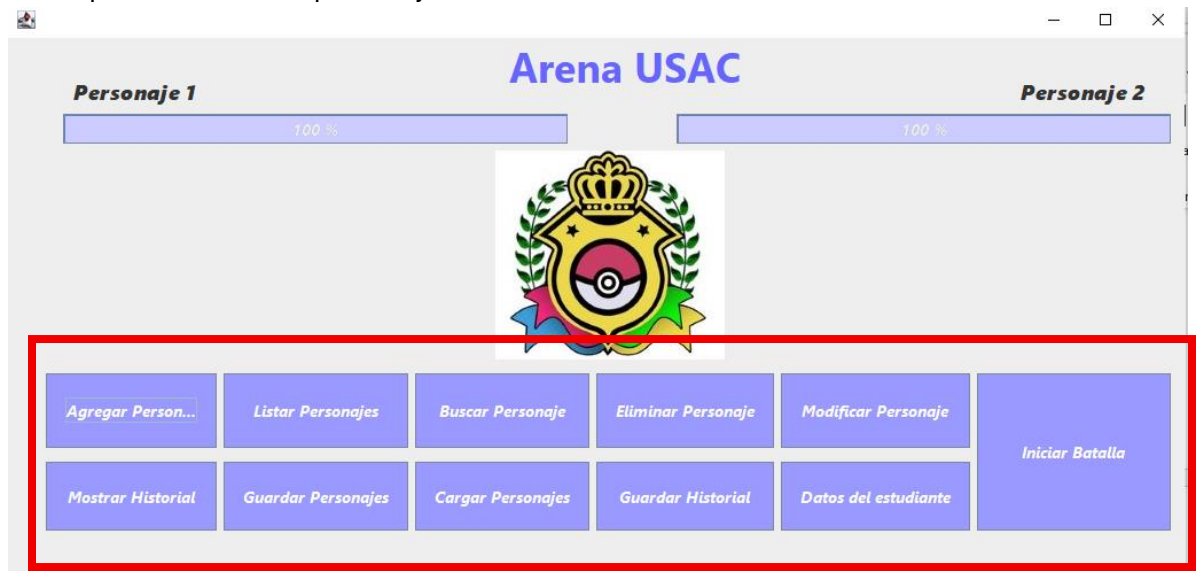 Arena USAC
Personaje 1
Personaje 2
100 %
100 %
Agregar Person...
Listar Personajes
Buscar Personaje
Eliminar Personaje
Modificar Personaje
Iniciar Batalla
Mostrar Historial
Guardar Personajes
Cargar Personajes
Guardar Historial
Datos del estudiante